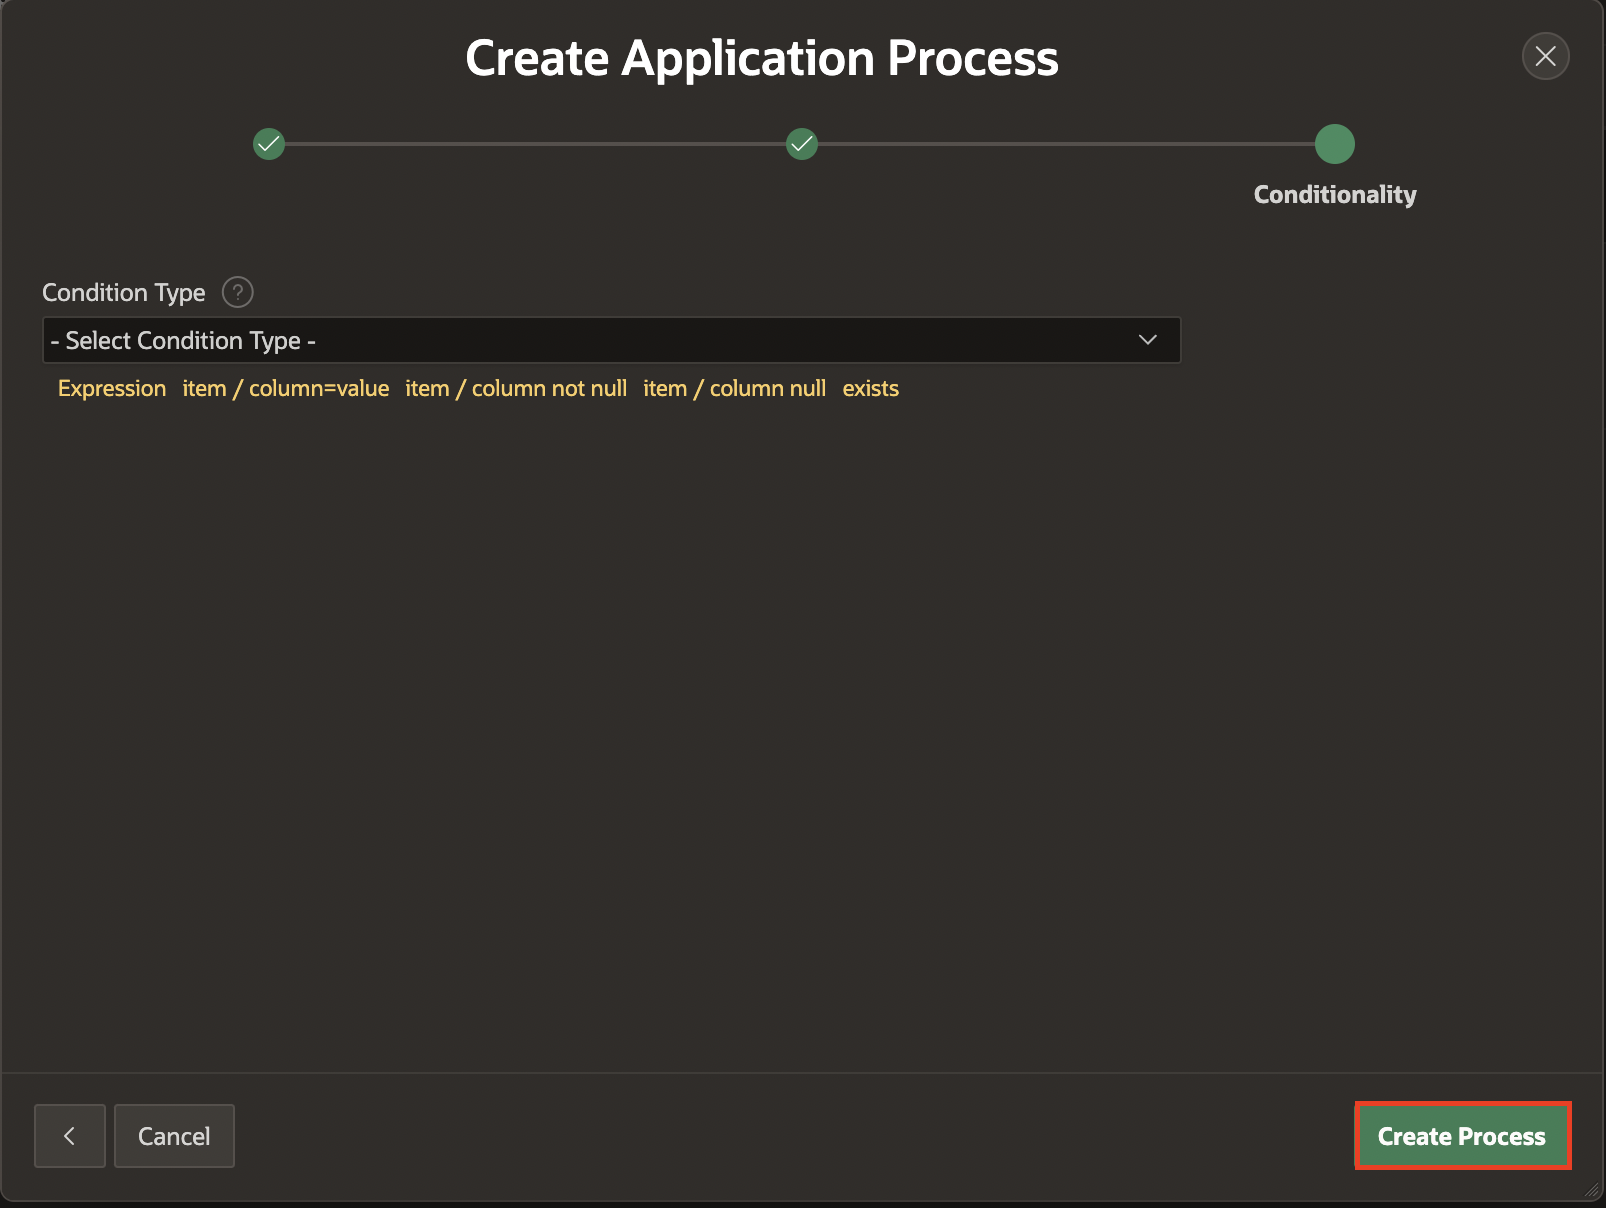 Create Application Process
Conditionality
Condition Type ?
- Select Condition Type -
Expression item / column=value item / column not null item / column null exists
Cancel
Create Process